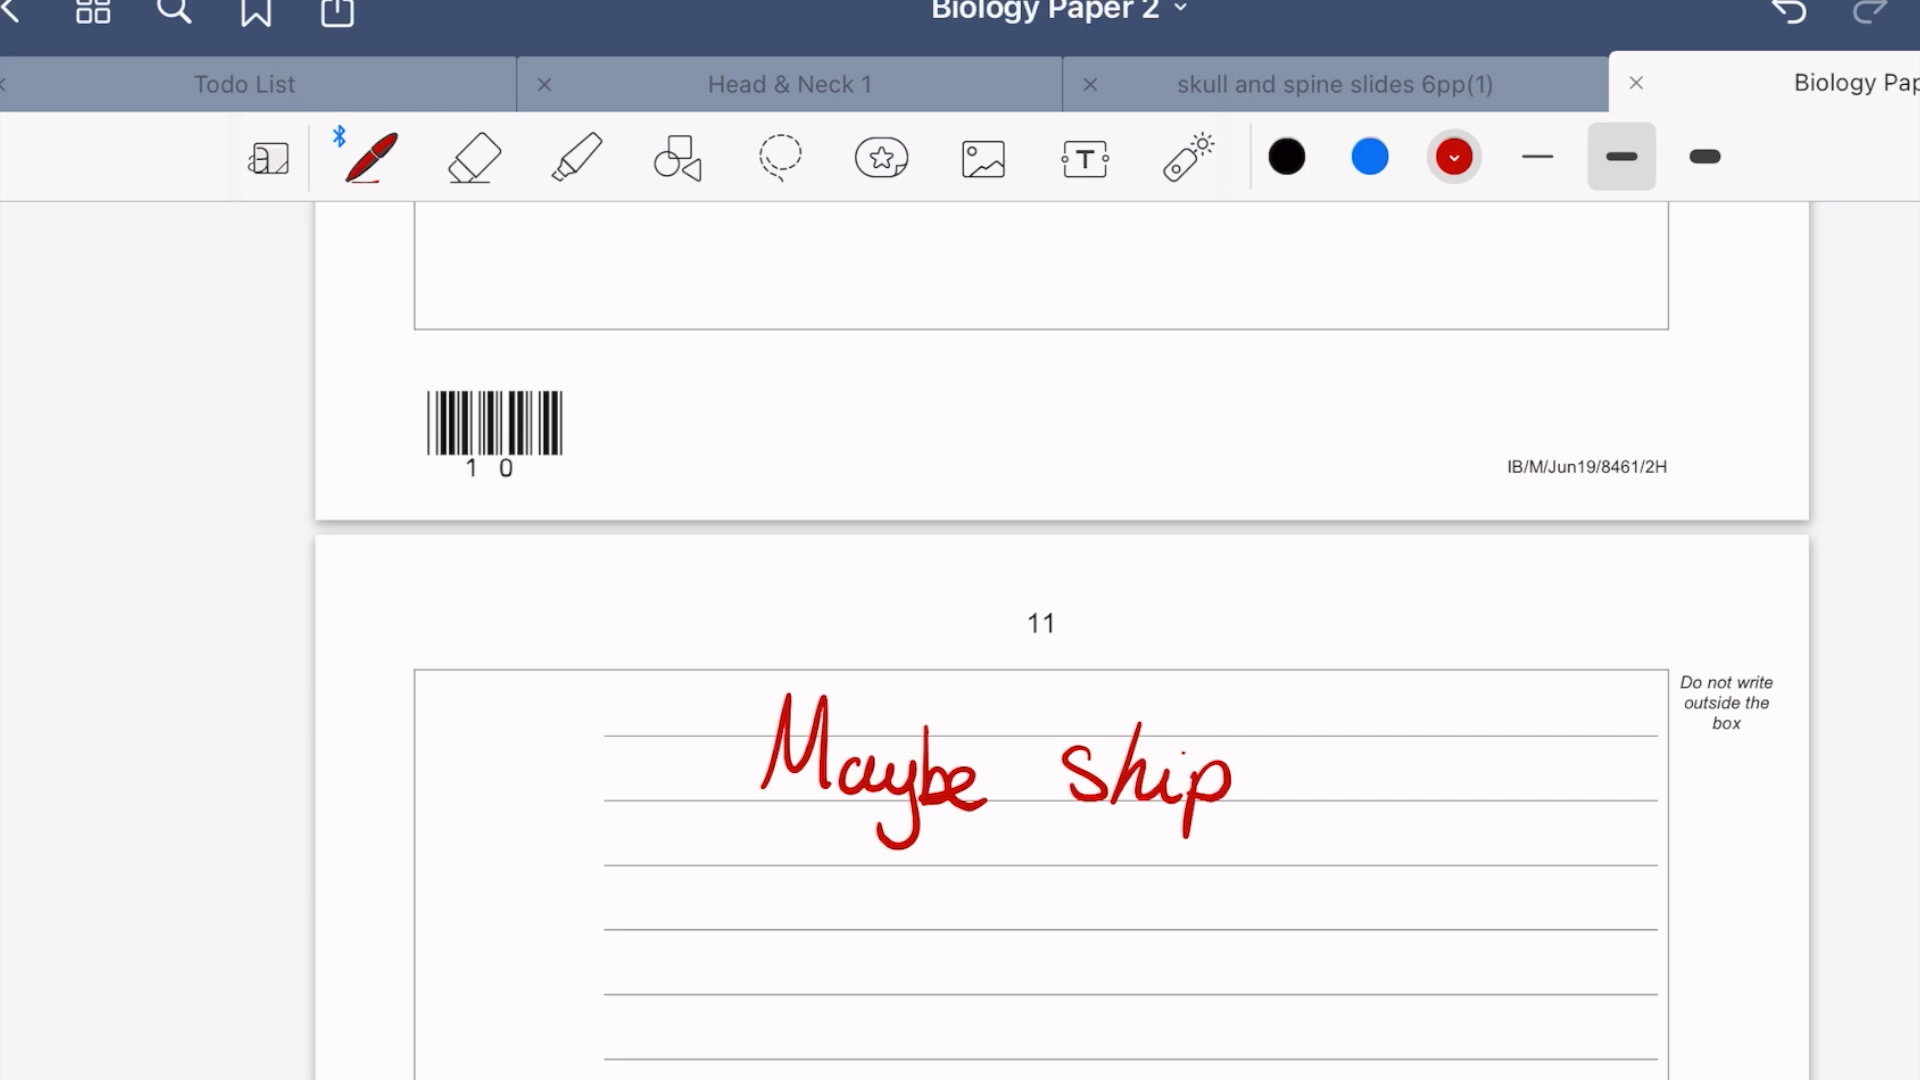 Biology Paper 2
Todo List
Head & Neck 1
skull and spine slides 6pp(1)
Biology Pap
T
1 0
IB/M/Jun19/8461/2H
11
Do not write
outside the
box
Maybe ship